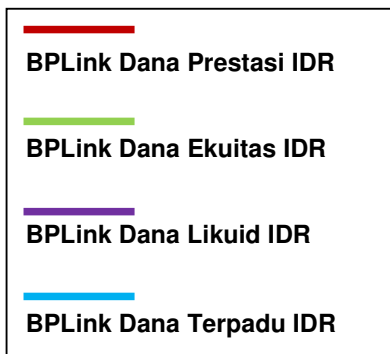 BPLink Dana Prestasi IDR
BPLink Dana Ekuitas IDR
BPLink Dana Likuid IDR
BPLink Dana Terpadu IDR